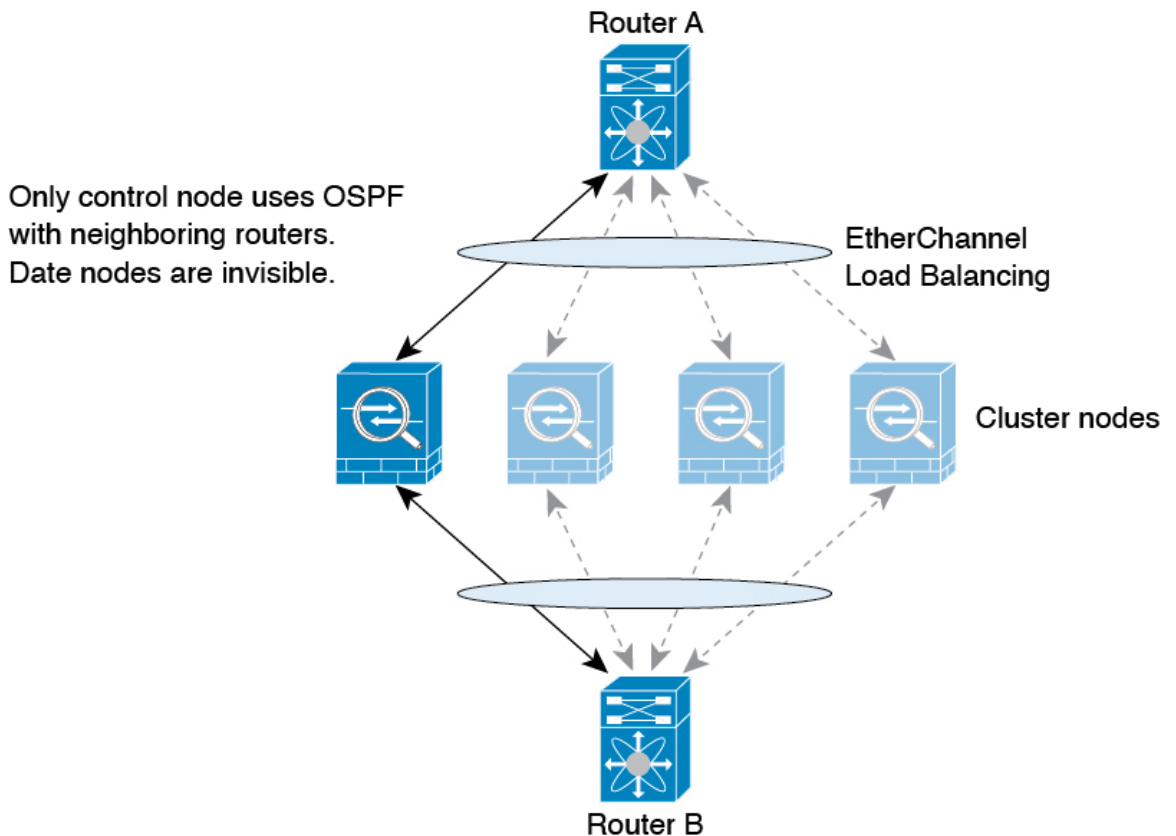 Router A
Only control node uses OSPF
with neighboring routers.
Date nodes are invisible.
EtherChannel
Load Balancing
Cluster nodes
Router B